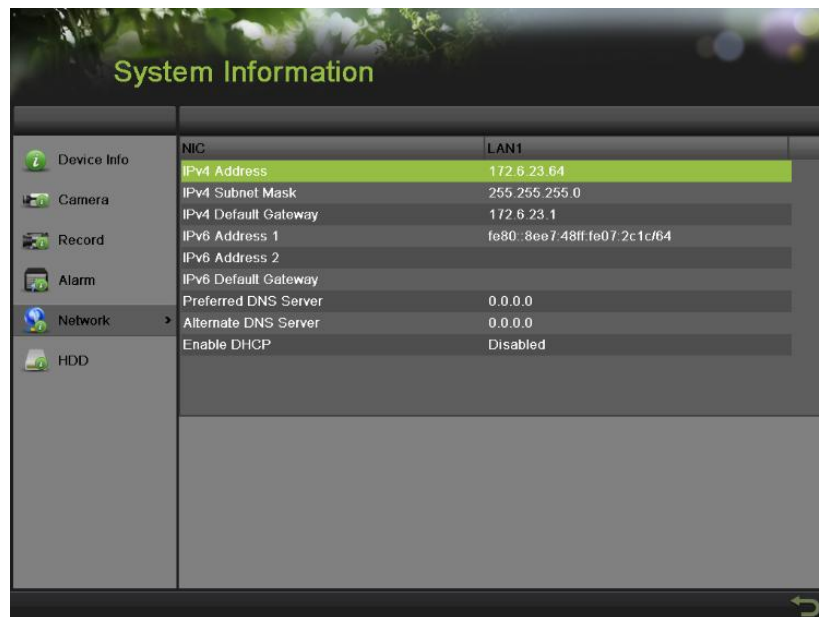 System Information
Device Info
Camera
Record
Alarm
Network >
HDD
NIC LAN1
IPv4 Address 172.6.23.64
IPv4 Subnet Mask 255.255.255.0
IPv4 Default Gateway 172.6.23.1
IPv6 Address 1 fe80::8ee7:48ff:fe07:2c1c/64
IPv6 Address 2
IPv6 Default Gateway
Preferred DNS Server 0.0.0.0
Alternate DNS Server 0.0.0.0
Enable DHCP Disabled